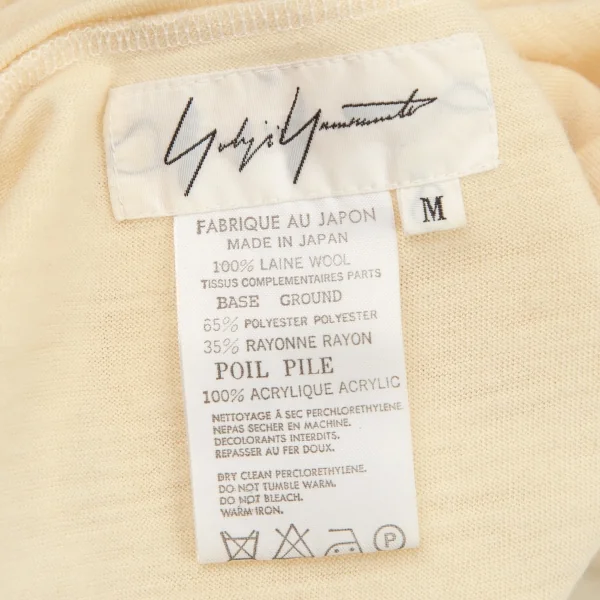 Yohji Yamamoto
M
FABRIQUE AU JAPON
MADE IN JAPAN
100% LAINE WOOL
TISSUS COMPLEMENTAIRES PARTS
BASE GROUND
65% POLYESTER POLYESTER
35% RAYONNE RAYON
POIL PILE
100% ACRYLIQUE ACRYLIC
NETTOYAGE À SEC PERCHLORETHYLENE.
NEPAS SECHER EN MACHINE.
DECOLORANTS INTERDITS.
REPASSER AU FER DOUX.
DRY CLEAN PERCLORETHYLENE.
DO NOT TUMBLE WARM.
DO NOT BLEACH.
WARM IRON.
P